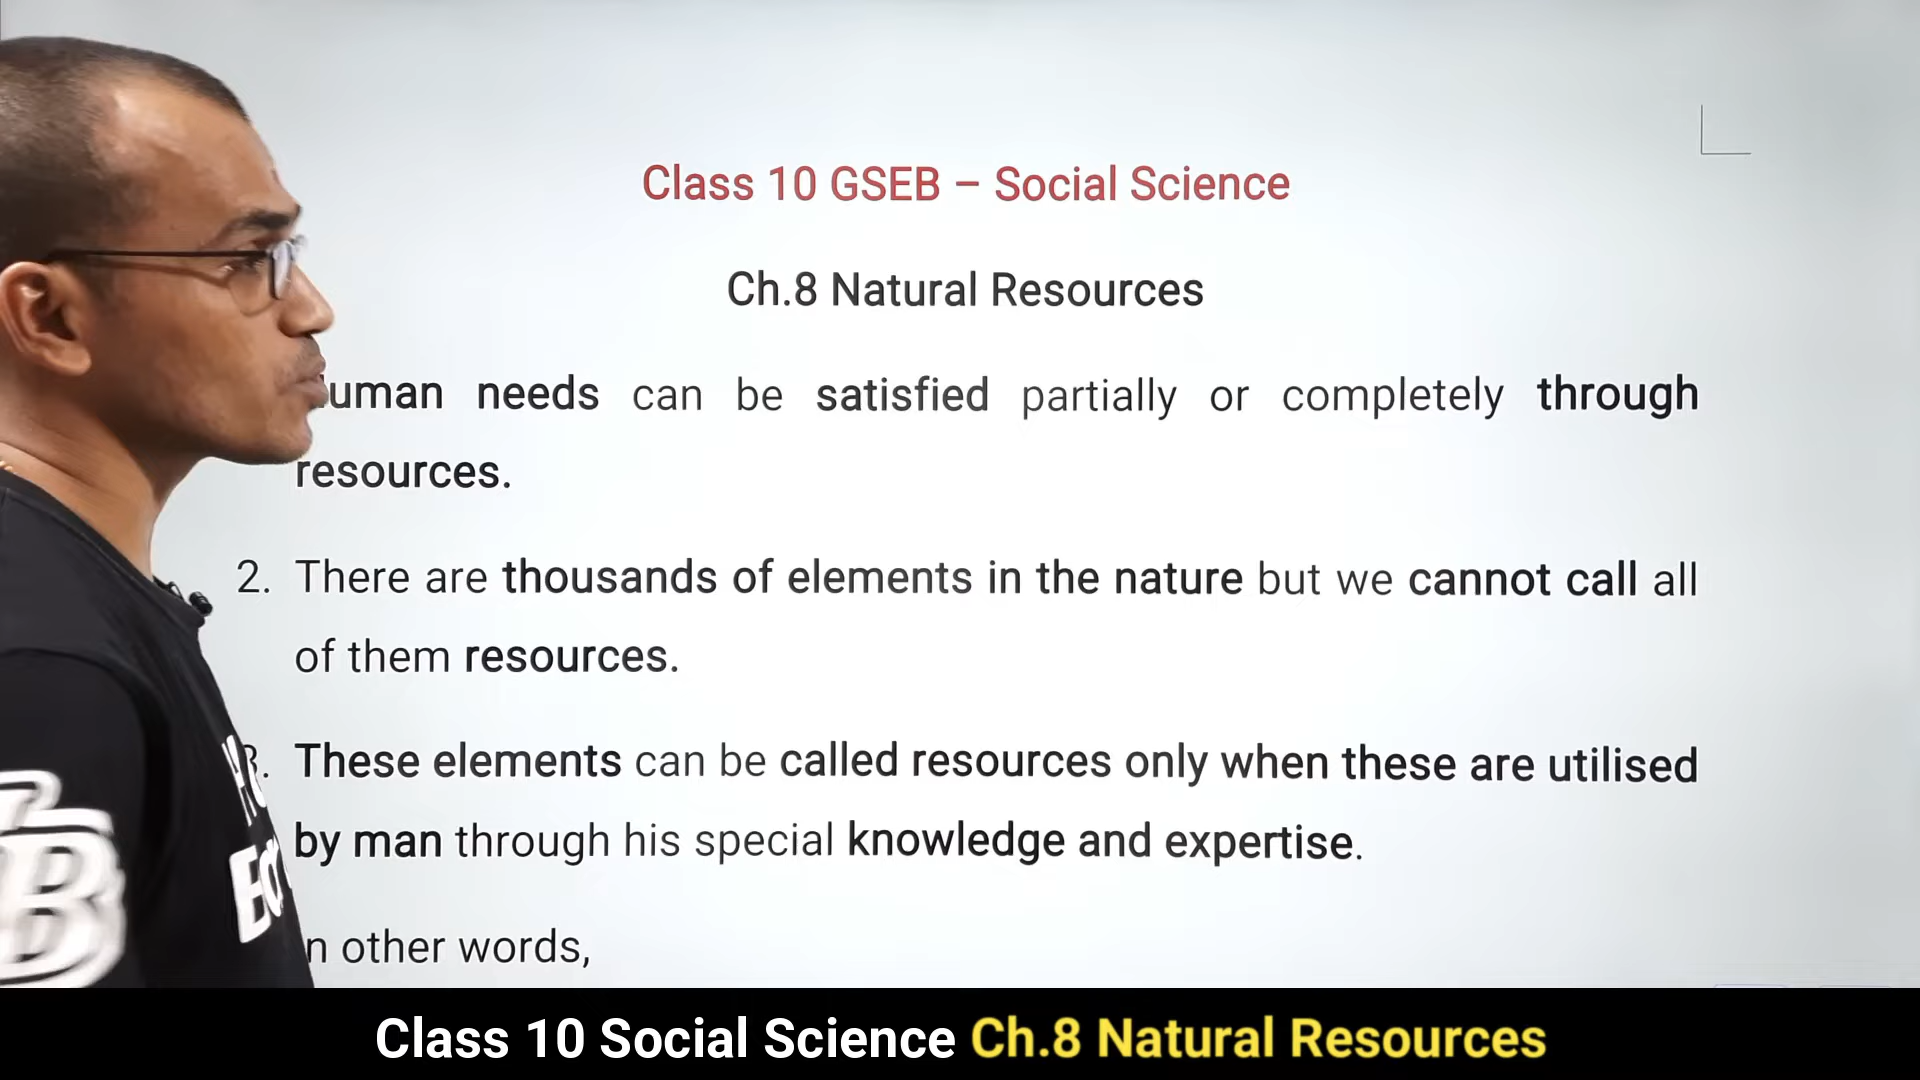 Class 10 GSEB – Social Science
Ch.8 Natural Resources
needs can be satisfied partially or completely through
resources.
2. There are thousands of elements in the nature but we cannot call all
of them resources.
3. These elements can be called resources only when these are utilised
by man through his special knowledge and expertise.
other words,
Class 10 Social Science Ch.8 Natural Resources